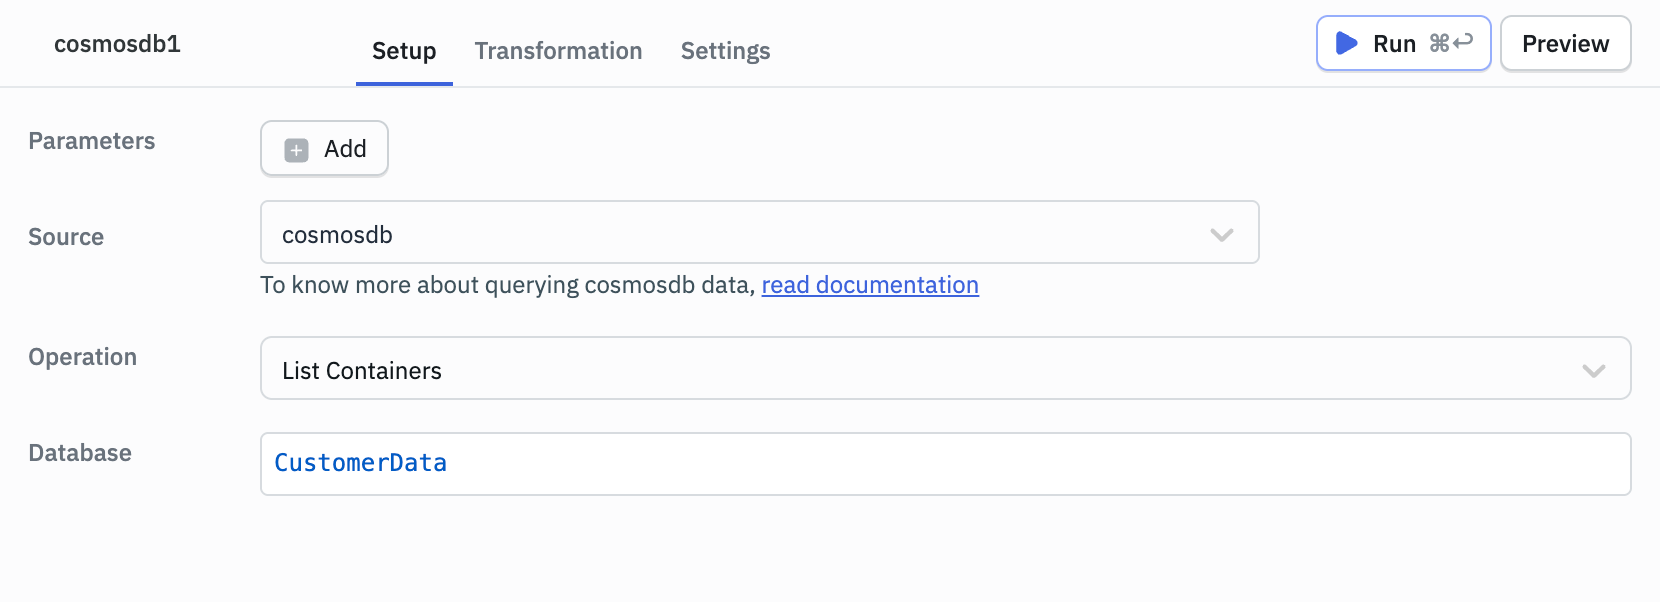 cosmosdb1
Setup Transformation Settings
Run ⌘↩ Preview
Parameters
Add
Source
cosmosdb
To know more about querying cosmosdb data, read documentation
Operation
List Containers
Database
CustomerData